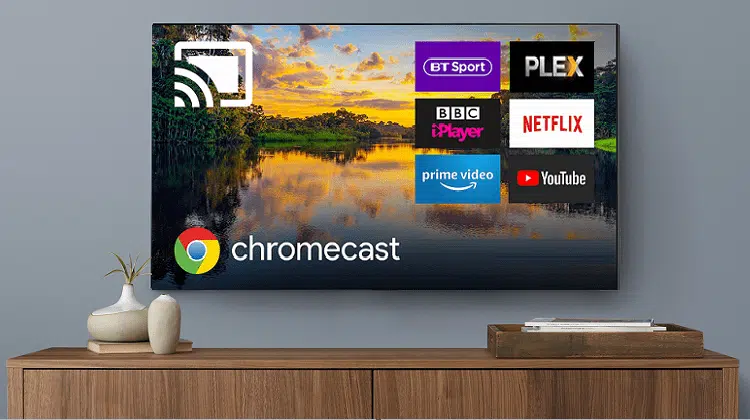 BT Sport
PLEX
BBC
iPlayer
NETFLIX
prime video
YouTube
chromecast